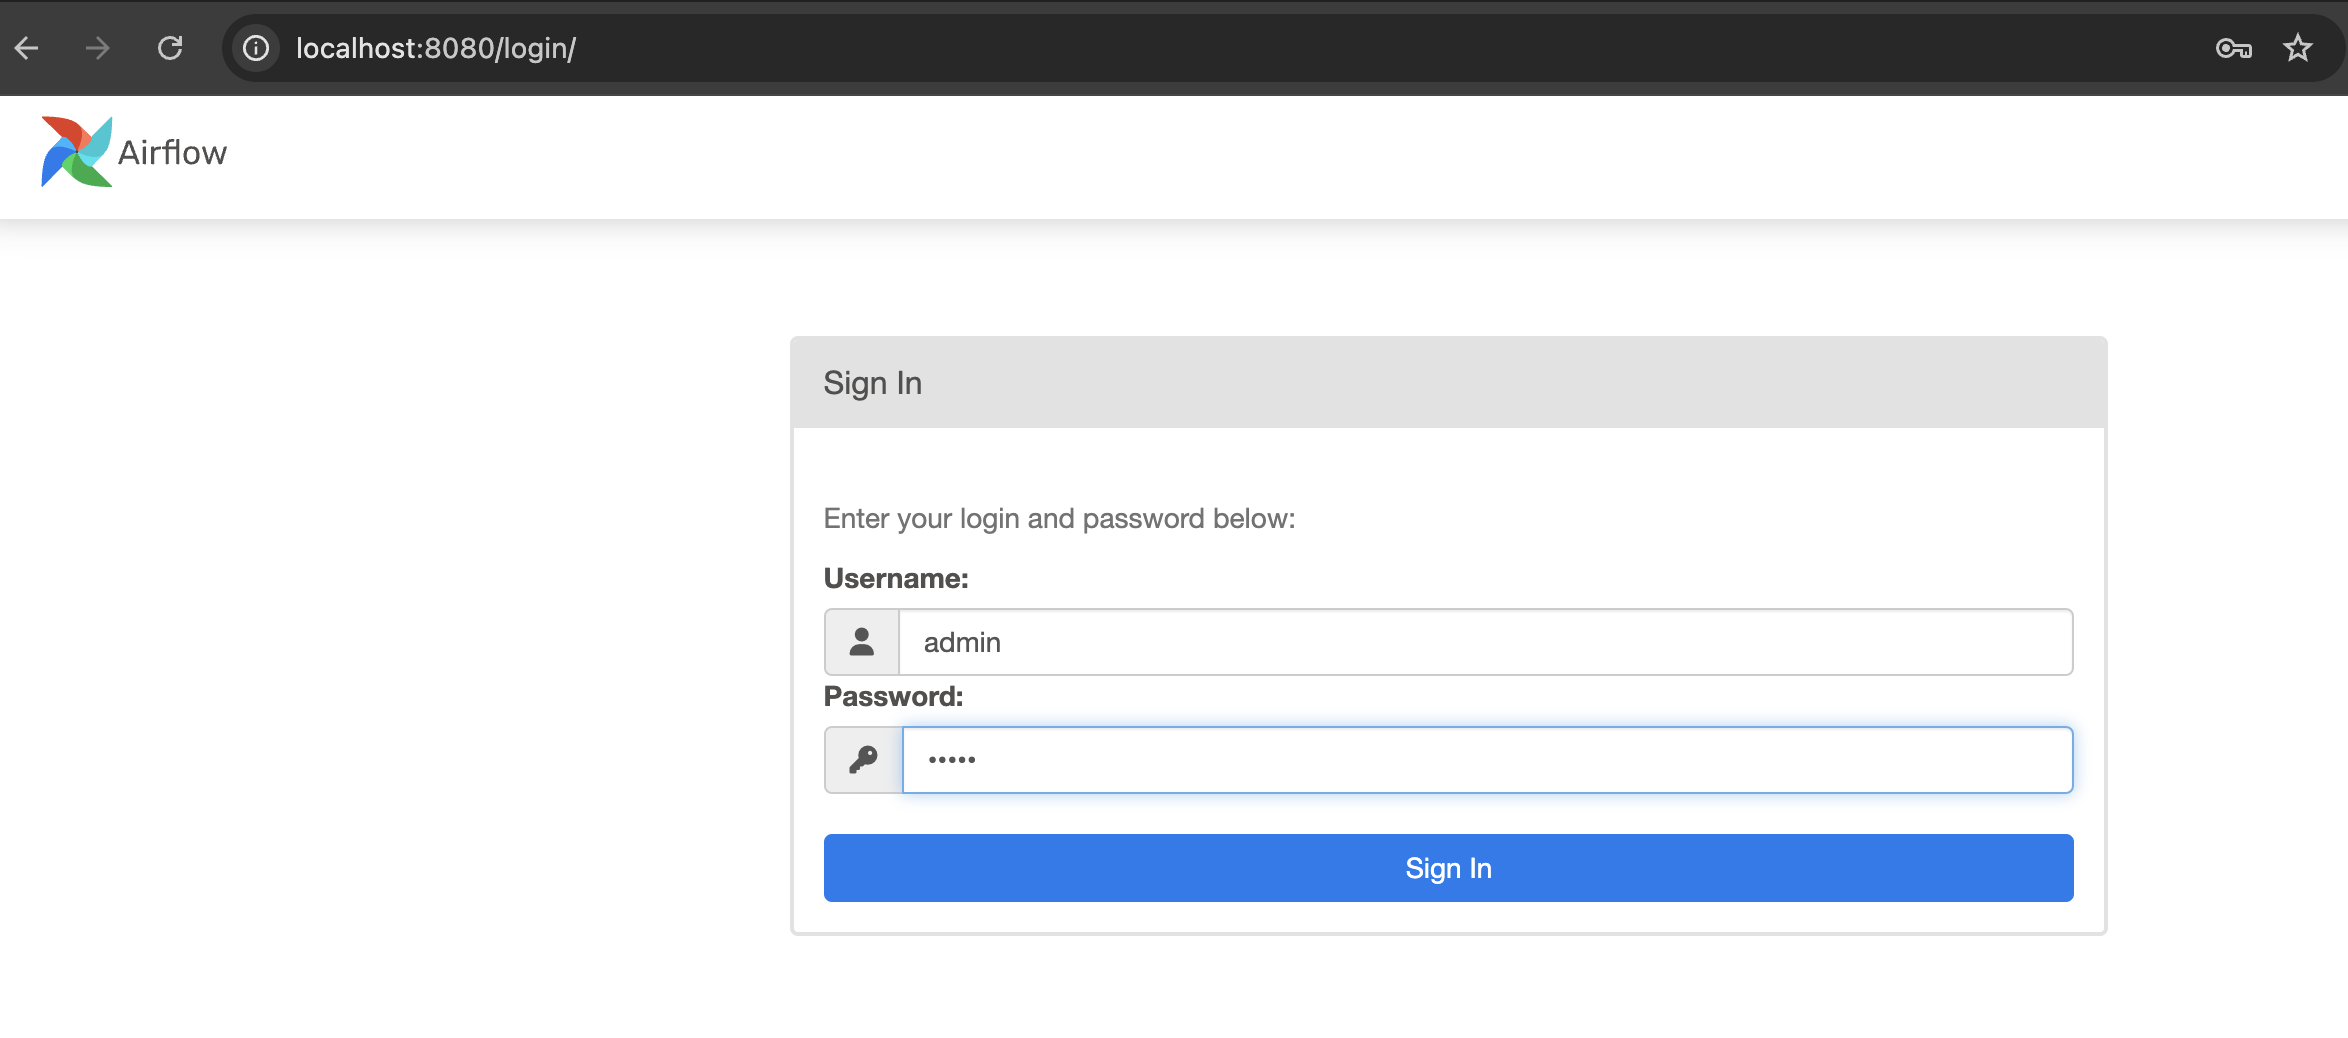 localhost:8080/login/
Airflow
Sign In
Enter your login and password below:
Username:
admin
Password:
•••••
Sign In